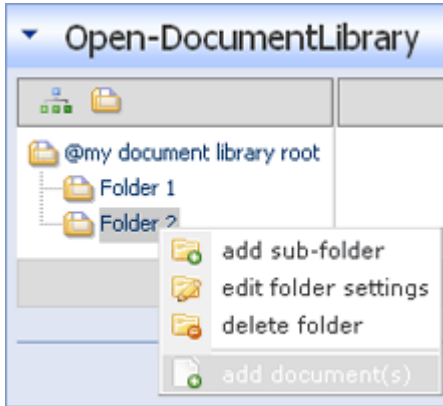 Open-DocumentLibrary
@my document library root
Folder 1
Folder 2
add sub-folder
edit folder settings
delete folder
add document(s)